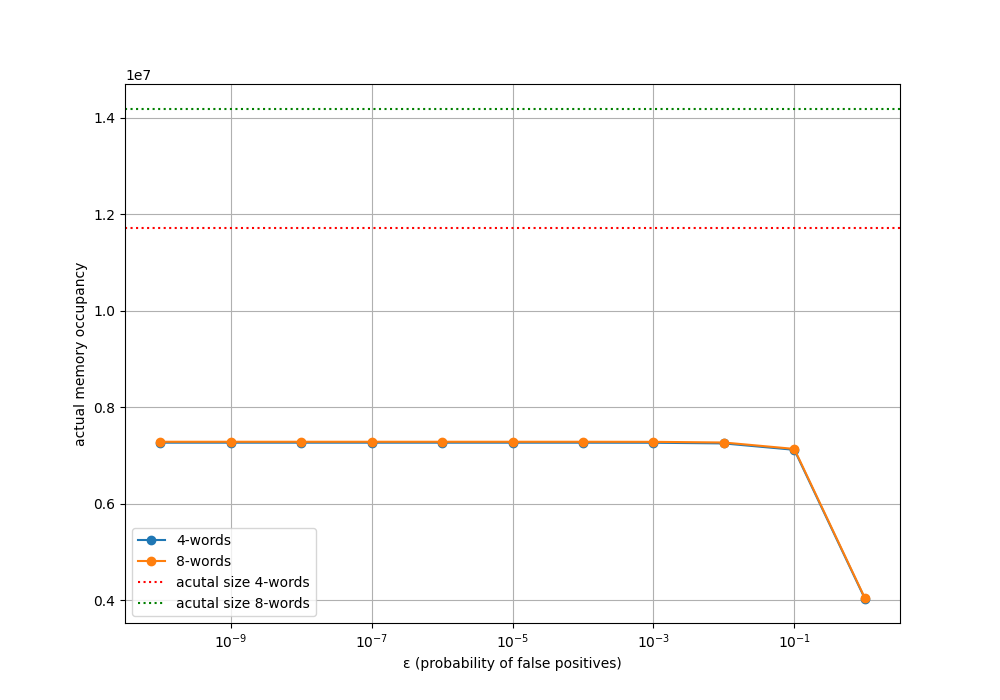 1e7
1.4
1.2
1.0
0.8
0.6
0.4
actual memory occupancy
4-words
8-words
acutal size 4-words
acutal size 8-words
10⁻⁹ 10⁻⁷ 10⁻⁵ 10⁻³ 10⁻¹
ε (probability of false positives)